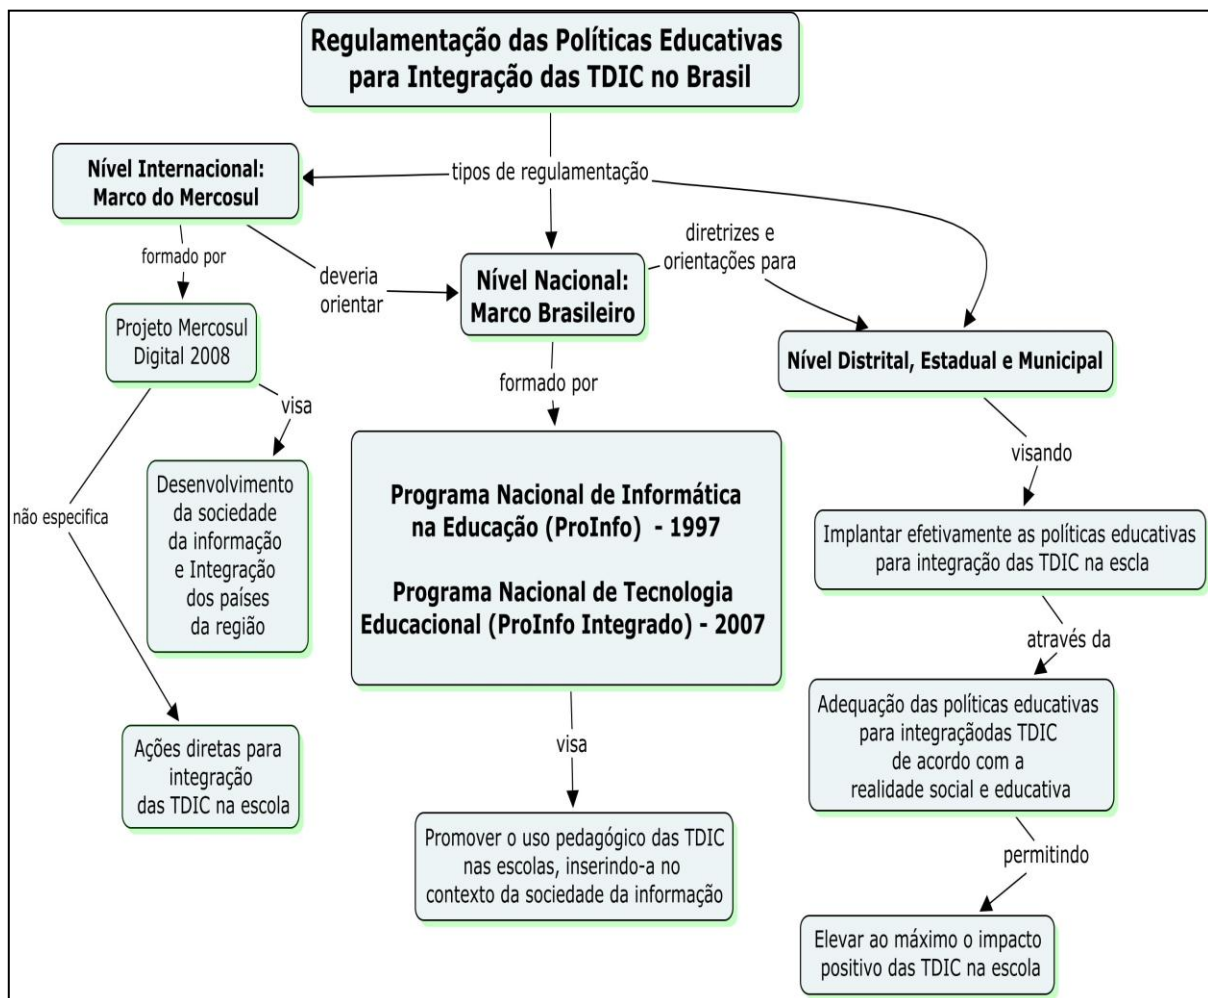 Regulamentação das Políticas Educativas
para Integração das TDIC no Brasil
tipos de regulamentação
Nível Internacional:
Marco do Mercosul
formado por
deveria
orientar
Projeto Mercosul
Digital 2008
visa
não especifica
Desenvolvimento
da sociedade
da informação
e Integração
dos países
da região
Ações diretas para
integração
das TDIC na escola
Nível Nacional:
Marco Brasileiro
diretrizes e
orientações para
formado por
Programa Nacional de Informática
na Educação (ProInfo) - 1997
Programa Nacional de Tecnologia
Educacional (ProInfo Integrado) - 2007
visa
Promover o uso pedagógico das TDIC
nas escolas, inserindo-a no
contexto da sociedade da informação
Nível Distrital, Estadual e Municipal
visando
Implantar efetivamente as políticas educativas
para integração das TDIC na escla
através da
Adequação das políticas educativas
para integraçãodas TDIC
de acordo com a
realidade social e educativa
permitindo
Elevar ao máximo o impacto
positivo das TDIC na escola